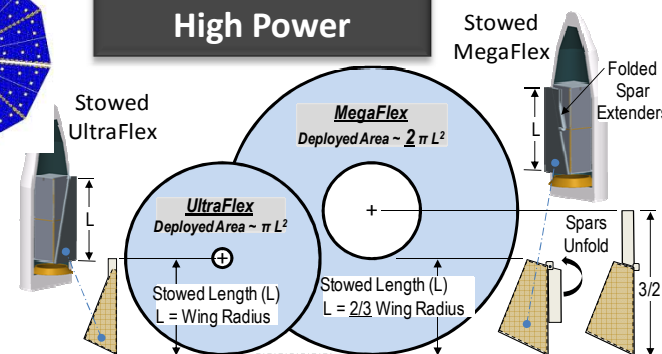 High Power
Stowed
UltraFlex
Stowed
MegaFlex
Folded
Spar
Extenders
L
L
MegaFlex
Deployed Area ~ 2 π L²
UltraFlex
Deployed Area ~ π L²
Stowed Length (L)
L = Wing Radius
Stowed Length (L)
L = 2/3 Wing Radius
Spars
Unfold
3/2